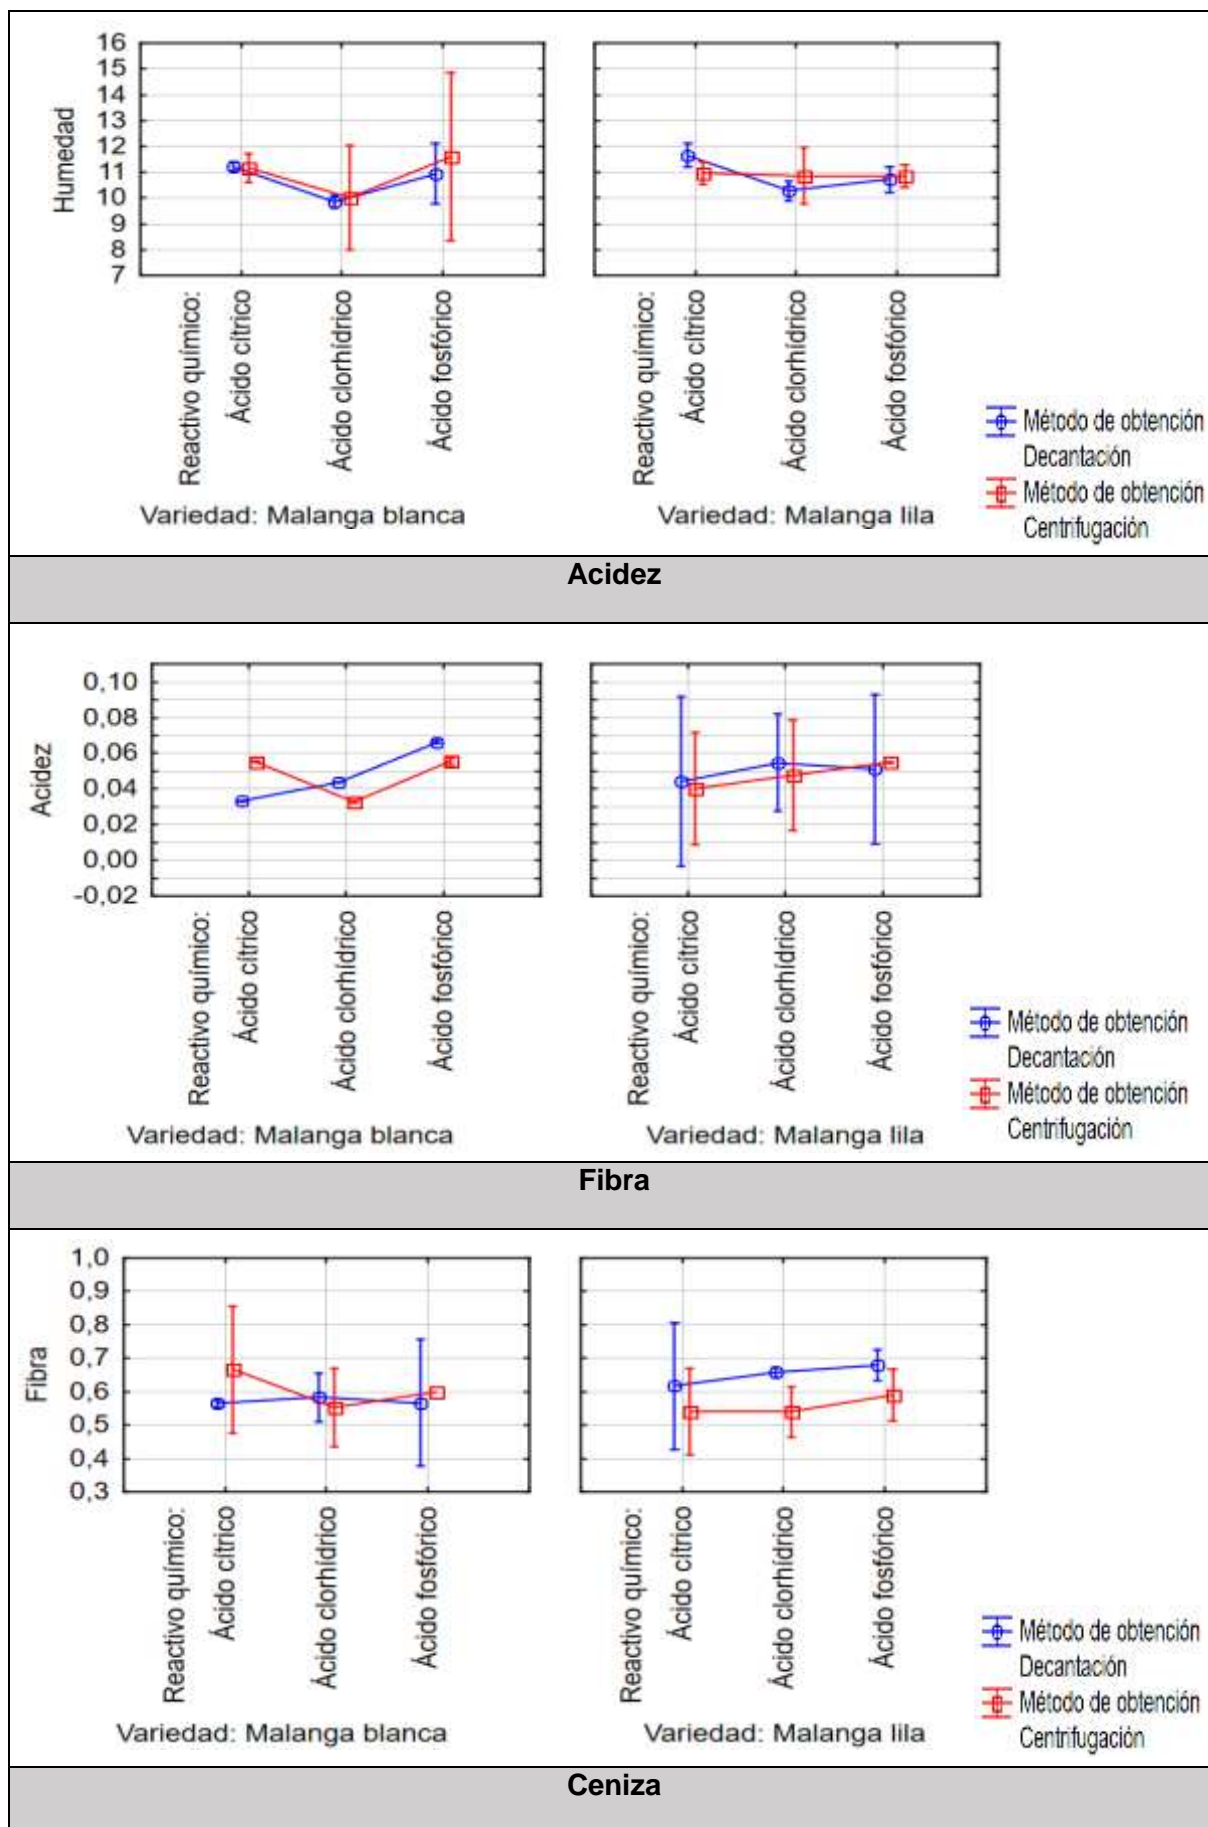 16
15
14
13
12
11
10
9
8
7
Humedad
Reactivo químico:
Ácido cítrico
Ácido clorhídrico
Ácido fosfórico
Variedad: Malanga blanca
Reactivo químico:
Ácido cítrico
Ácido clorhídrico
Ácido fosfórico
Variedad: Malanga lila
Método de obtención
Decantación
Método de obtención
Centrifugación
Acidez
0,10
0,08
0,06
0,04
0,02
0,00
-0,02
Acidez
Reactivo químico:
Ácido cítrico
Ácido clorhídrico
Ácido fosfórico
Variedad: Malanga blanca
Reactivo químico:
Ácido cítrico
Ácido clorhídrico
Ácido fosfórico
Variedad: Malanga lila
Método de obtención
Decantación
Método de obtención
Centrifugación
Fibra
1,0
0,9
0,8
0,7
0,6
0,5
0,4
0,3
Fibra
Reactivo químico:
Ácido cítrico
Ácido clorhídrico
Ácido fosfórico
Variedad: Malanga blanca
Reactivo químico:
Ácido cítrico
Ácido clorhídrico
Ácido fosfórico
Variedad: Malanga lila
Método de obtención
Decantación
Método de obtención
Centrifugación
Ceniza